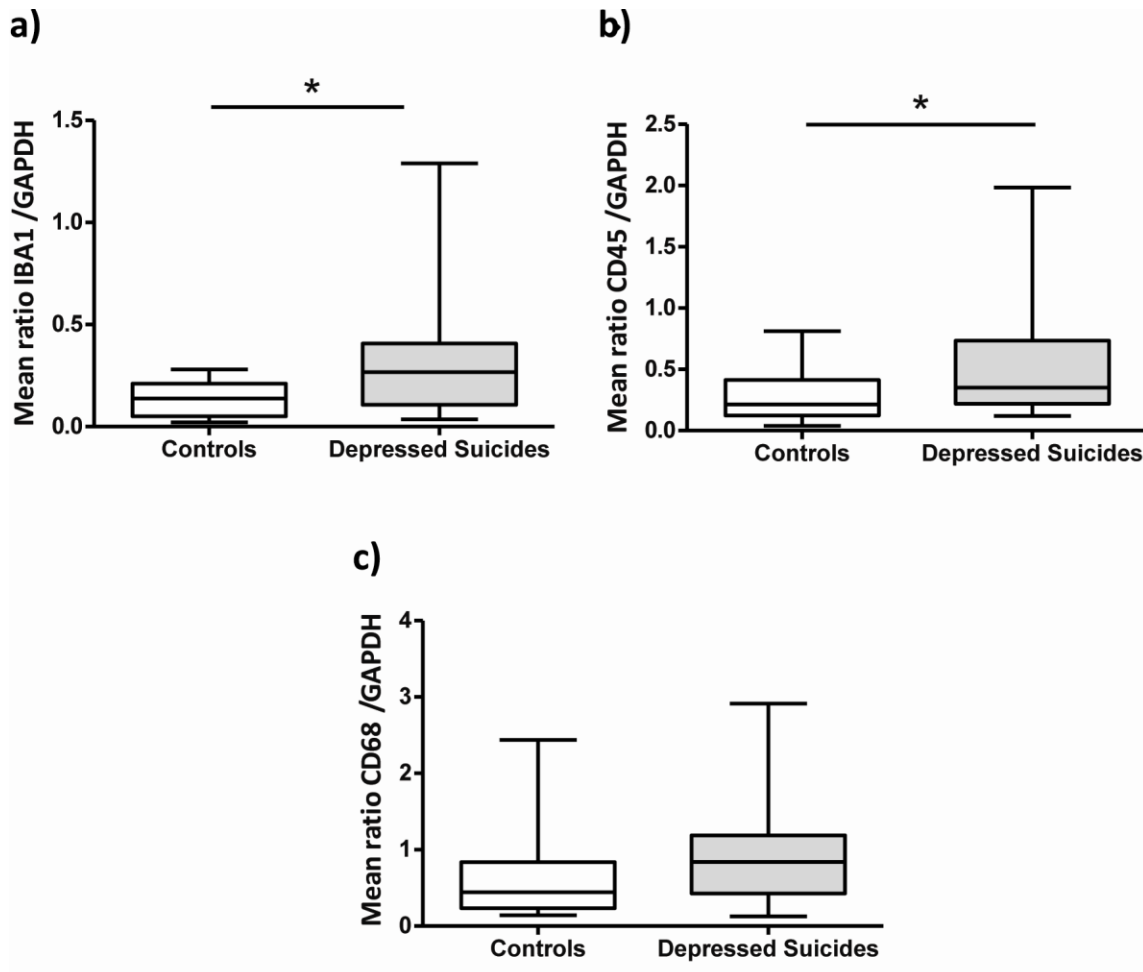 a)
*
Mean ratio IBA1 /GAPDH
1.5
1.0
0.5
0.0
Controls
Depressed Suicides
b)
*
Mean ratio CD45 /GAPDH
2.5
2.0
1.5
1.0
0.5
0.0
Controls
Depressed Suicides
c)
Mean ratio CD68 /GAPDH
4
3
2
1
0
Controls
Depressed Suicides